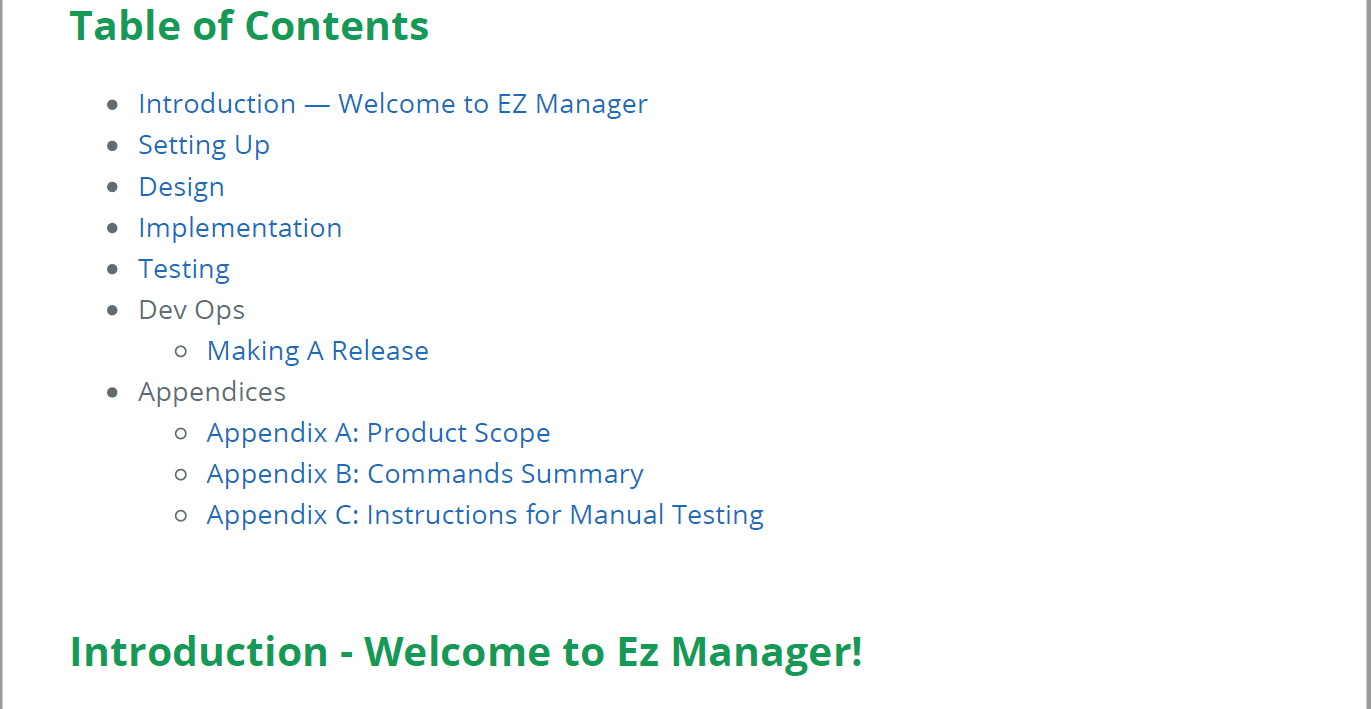 Table of Contents
Introduction — Welcome to EZ Manager
Setting Up
Design
Implementation
Testing
Dev Ops
Making A Release
Appendices
Appendix A: Product Scope
Appendix B: Commands Summary
Appendix C: Instructions for Manual Testing
Introduction - Welcome to Ez Manager!